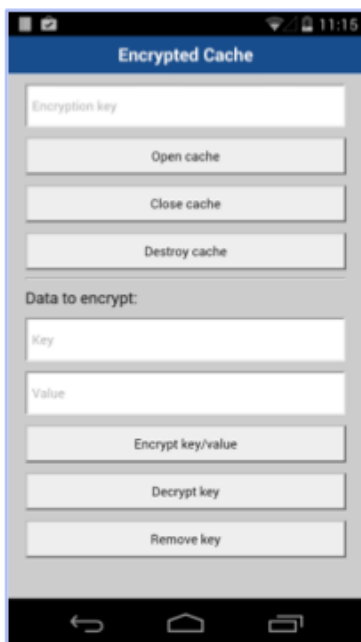 11:15
Encrypted Cache
Encryption key
Open cache
Close cache
Destroy cache
Data to encrypt:
Key
Value
Encrypt key/value
Decrypt key
Remove key